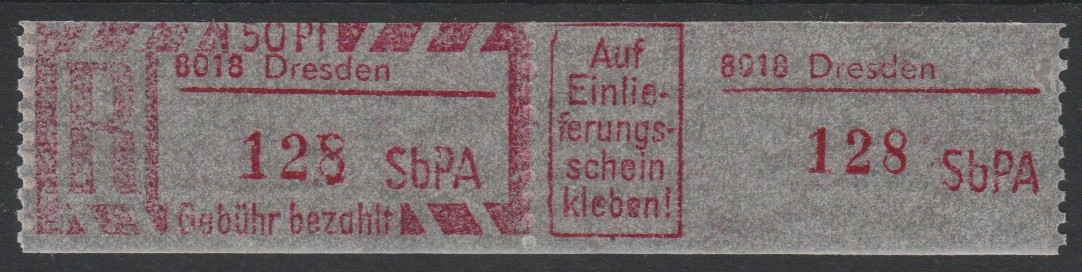 50 Pf
8018 Dresden
R
128 SbPA
Gebühr bezahlt
Auf
Einlie-
ferungs-
schein
kleben!
8018 Dresden
128 SbPA